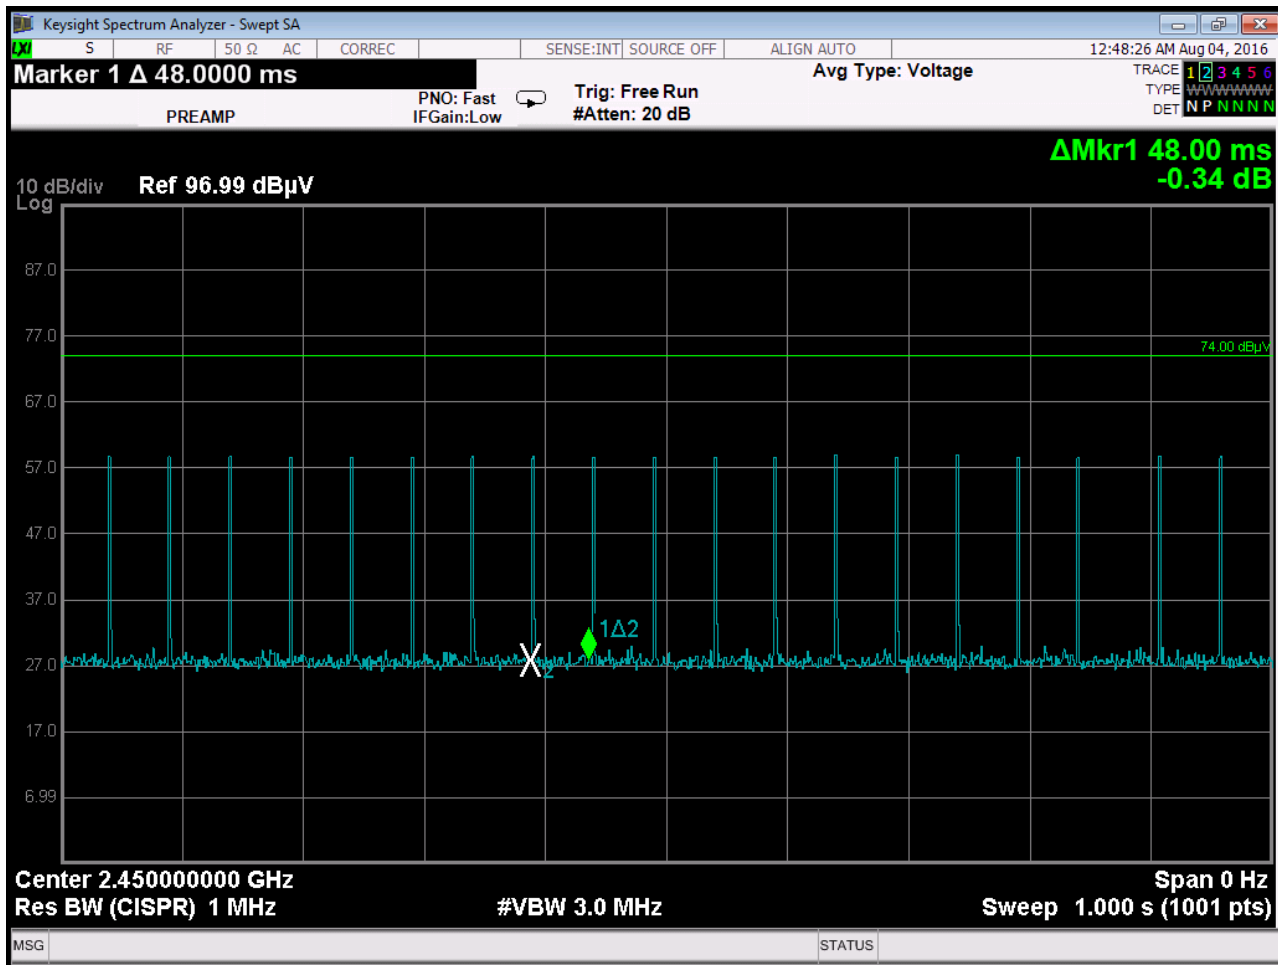 Keysight Spectrum Analyzer - Swept SA
LXI S RF 50 Ω AC CORREC SENSE:INT SOURCE OFF ALIGN AUTO 12:48:26 AM Aug 04, 2016
Marker 1 Δ 48.0000 ms
PREAMP
PNO: Fast
IFGain:Low
Trig: Free Run
#Atten: 20 dB
Avg Type: Voltage
TRACE 1 2 3 4 5 6
TYPE WWWWWW
DET N P N N N N
ΔMkr1 48.00 ms
-0.34 dB
10 dB/div Ref 96.99 dBµV
Log
87.0
77.0
74.00 dBµV
67.0
57.0
47.0
37.0
1Δ2
27.0
X2
17.0
6.99
Center 2.450000000 GHz Span 0 Hz
Res BW (CISPR) 1 MHz #VBW 3.0 MHz Sweep 1.000 s (1001 pts)
MSG STATUS